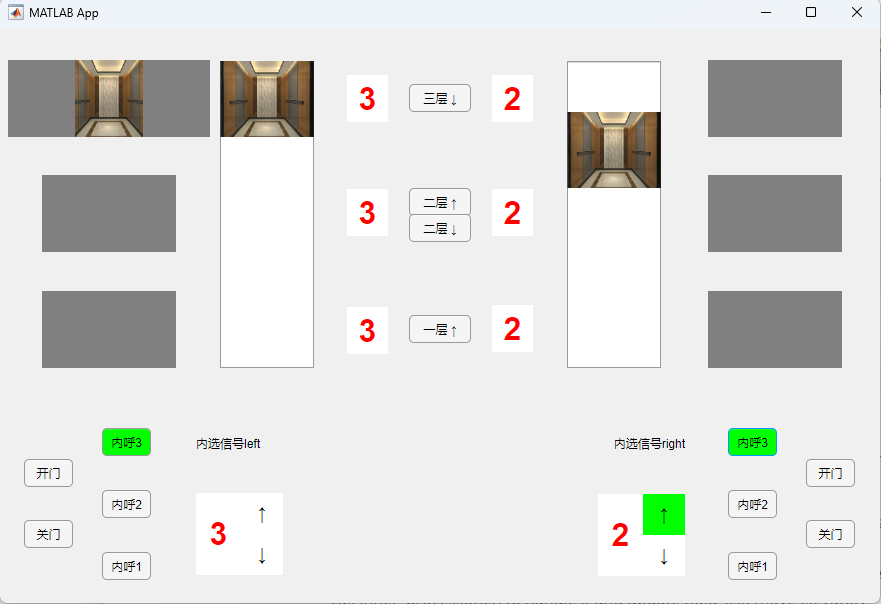 MATLAB App
3 三层↓ 2
3 二层↑ 2
二层↓
3 一层↑ 2
内呼3 内选信号left 内选信号right 内呼3
开门 开门
内呼2 内呼2
3 ↑ 2 ↑
关门 关门
↓ ↓
内呼1 内呼1